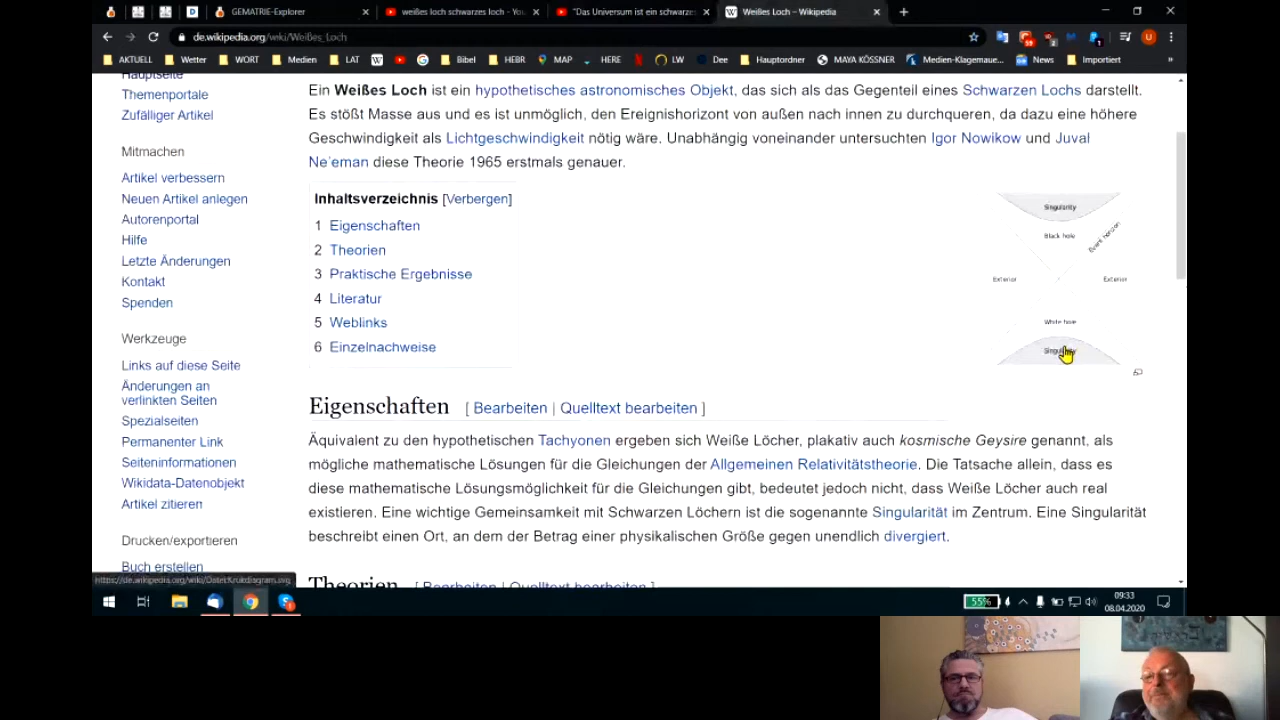 GEMATRIE-Explorer
weißes loch schwarzes loch - You
"Das Universum ist ein schwarzes
Weißes Loch – Wikipedia
de.wikipedia.org/wiki/Weißes_Loch
AKTUELL
Wetter
WORT
Medien
LAT
Bibel
HEBR
MAP
HERE
LW
Dee
Hauptordner
MAYA KÖSSNER
Medien-Klagemaue...
News
Importiert
»
Hauptseite
Themenportale
Zufälliger Artikel
Mitmachen
Artikel verbessern
Neuen Artikel anlegen
Autorenportal
Hilfe
Letzte Änderungen
Kontakt
Spenden
Werkzeuge
Links auf diese Seite
Änderungen an
verlinkten Seiten
Spezialseiten
Permanenter Link
Seiteninformationen
Wikidata-Datenobjekt
Artikel zitieren
Drucken/exportieren
Buch erstellen
Ein Weißes Loch ist ein hypothetisches astronomisches Objekt, das sich als das Gegenteil eines Schwarzen Lochs darstellt.
Es stößt Masse aus und es ist unmöglich, den Ereignishorizont von außen nach innen zu durchqueren, da dazu eine höhere
Geschwindigkeit als Lichtgeschwindigkeit nötig wäre. Unabhängig voneinander untersuchten Igor Nowikow und Juval
Ne'eman diese Theorie 1965 erstmals genauer.
Inhaltsverzeichnis [Verbergen]
1 Eigenschaften
2 Theorien
3 Praktische Ergebnisse
4 Literatur
5 Weblinks
6 Einzelnachweise
Singularity
Black hole
Event horizon
Exterior
Exterior
White hole
Eigenschaften [ Bearbeiten | Quelltext bearbeiten ]
Äquivalent zu den hypothetischen Tachyonen ergeben sich Weiße Löcher, plakativ auch kosmische Geysire genannt, als
mögliche mathematische Lösungen für die Gleichungen der Allgemeinen Relativitätstheorie. Die Tatsache allein, dass es
diese mathematische Lösungsmöglichkeit für die Gleichungen gibt, bedeutet jedoch nicht, dass Weiße Löcher auch real
existieren. Eine wichtige Gemeinsamkeit mit Schwarzen Löchern ist die sogenannte Singularität im Zentrum. Eine Singularität
beschreibt einen Ort, an dem der Betrag einer physikalischen Größe gegen unendlich divergiert.
Theorien [ Bearbeiten | Quelltext bearbeiten ]
https://de.wikipedia.org/wiki/Datei:Krukdiagram.svg
55%
09:33
08.04.2020